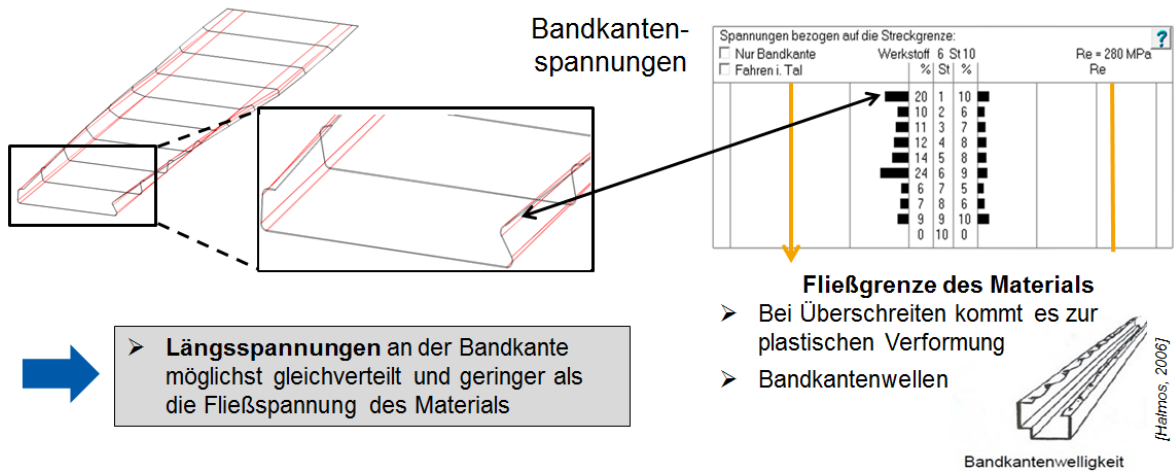 Bandkanten-
spannungen
Spannungen bezogen auf die Streckgrenze:
Nur Bandkante Werkstoff 6 St10 Re = 280 MPa
Fahren i. Tal % St % Re
?
20 1 10
10 2 6
11 3 7
12 4 8
14 5 8
24 6 9
6 7 5
7 8 6
9 9 10
0 10 0
Fließgrenze des Materials
➤ Bei Überschreiten kommt es zur
plastischen Verformung
➤ Bandkantenwellen
[Halmos, 2006]
Bandkantenwelligkeit
➤ Längsspannungen an der Bandkante
möglichst gleichverteilt und geringer als
die Fließspannung des Materials